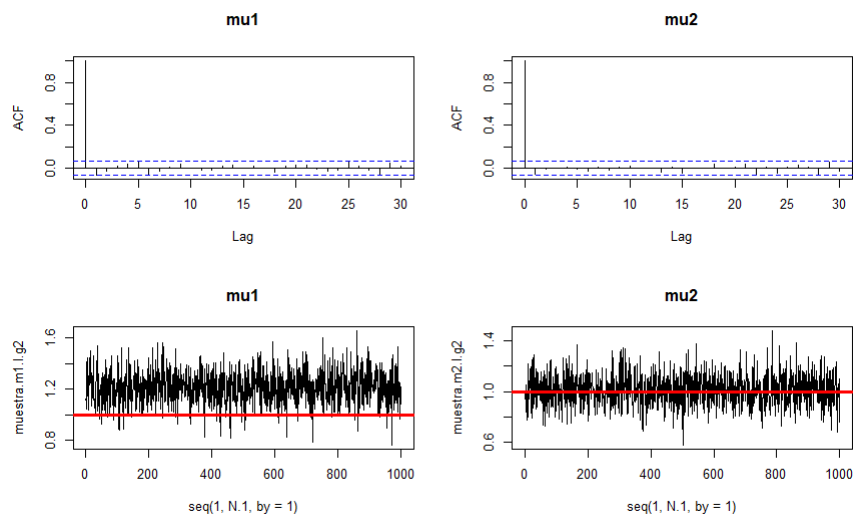 mu1
mu2
ACF
0.0 0.4 0.8
0 5 10 15 20 25 30
Lag
ACF
0.0 0.4 0.8
0 5 10 15 20 25 30
Lag
mu1
mu2
muestra.m1.l.g2
0.8 1.2 1.6
0 200 400 600 800 1000
seq(1, N.1, by = 1)
muestra.m2.l.g2
0.6 1.0 1.4
0 200 400 600 800 1000
seq(1, N.1, by = 1)